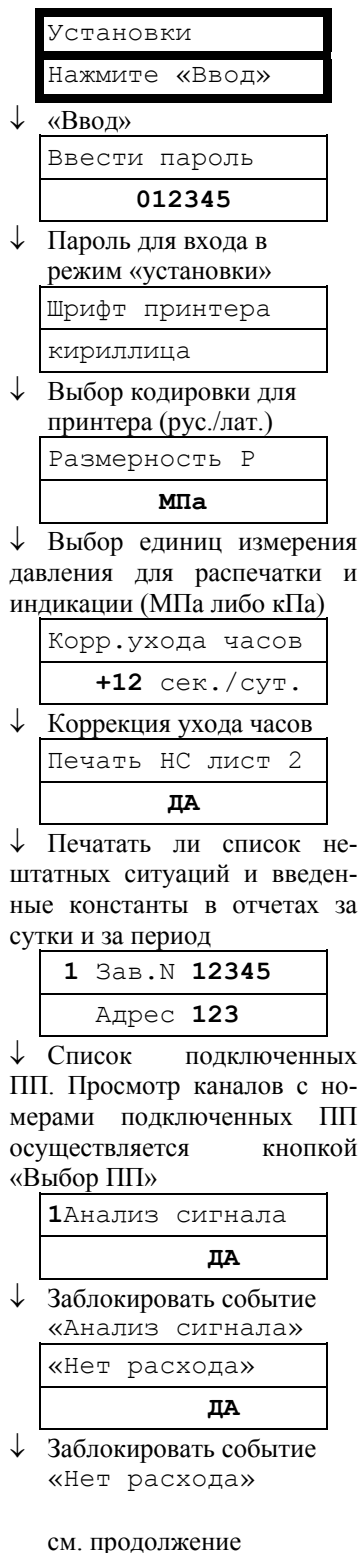 Установки
Нажмите «Ввод»
↓ «Ввод»
Ввести пароль
012345
↓ Пароль для входа в
режим «установки»
Шрифт принтера
кириллица
↓ Выбор кодировки для
принтера (рус./лат.)
Размерность Р
МПа
↓ Выбор единиц измерения
давления для распечатки и
индикации (МПа либо кПа)
Корр.ухода часов
+12 сек./сут.
↓ Коррекция ухода часов
Печать НС лист 2
ДА
↓ Печатать ли список не-
штатных ситуаций и введен-
ные константы в отчетах за
сутки и за период
1 Зав.N 12345
Адрес 123
↓ Список подключенных
ПП. Просмотр каналов с но-
мерами подключенных ПП
осуществляется кнопкой
«Выбор ПП»
1Анализ сигнала
ДА
↓ Заблокировать событие
«Анализ сигнала»
«Нет расхода»
ДА
↓ Заблокировать событие
«Нет расхода»
см. продолжение